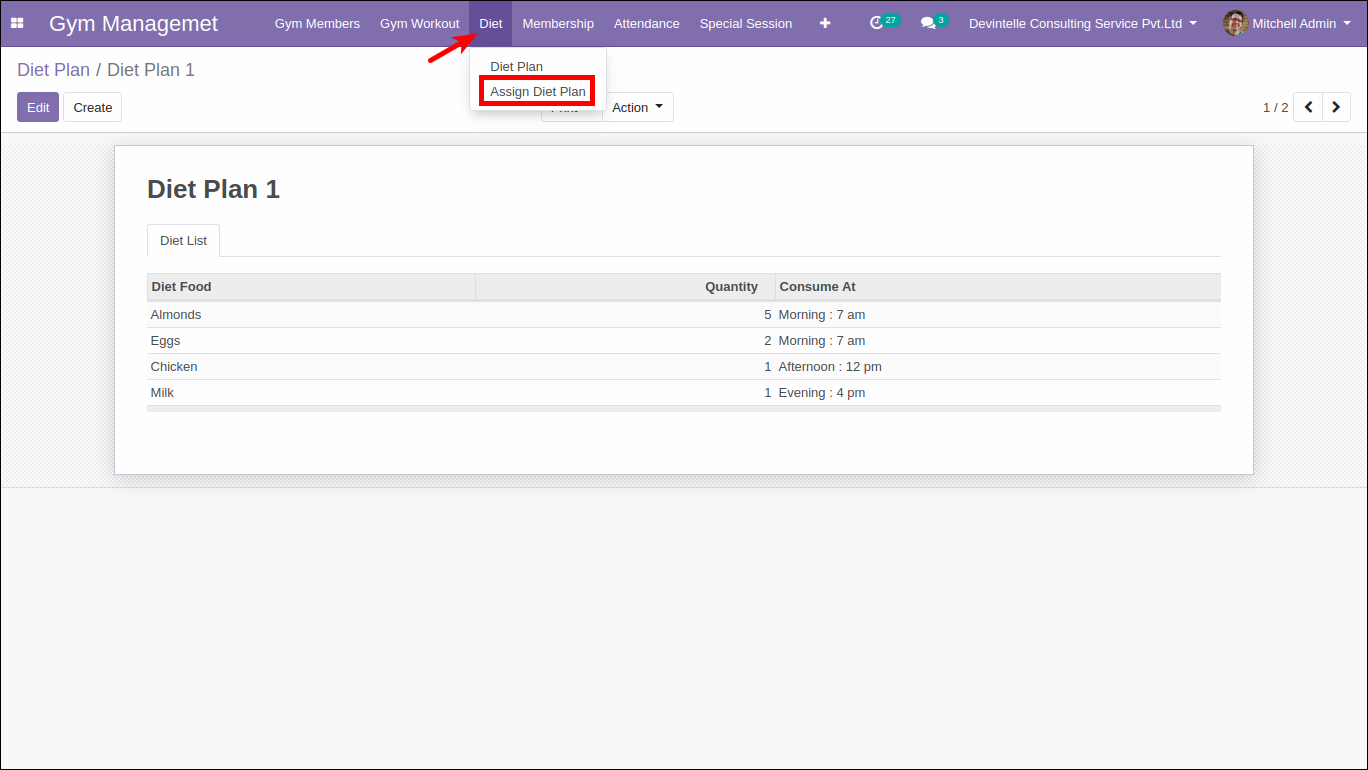 Gym Managemet Gym Members Gym Workout Diet Membership Attendance Special Session + 27 3 Devintelle Consulting Service Pvt.Ltd Mitchell Admin
Diet Plan / Diet Plan 1
Diet Plan
Assign Diet Plan
Edit Create Action 1 / 2
Diet Plan 1
Diet List
Diet Food Quantity Consume At
Almonds 5 Morning : 7 am
Eggs 2 Morning : 7 am
Chicken 1 Afternoon : 12 pm
Milk 1 Evening : 4 pm